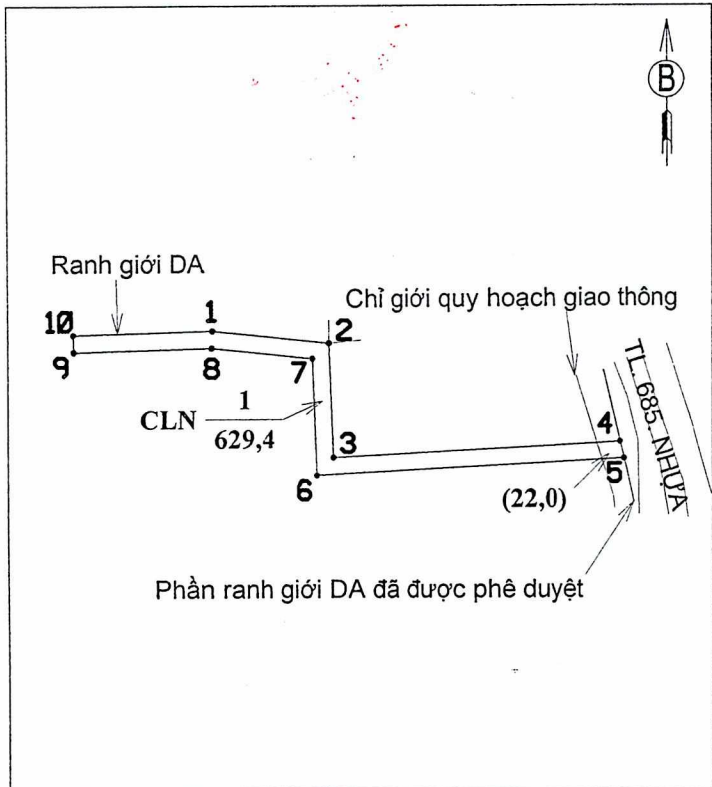 B
Ranh giới DA
Chỉ giới quy hoạch giao thông
10
1
2
9
8
7
TL. 685. NHỰA
CLN 1
629,4
4
3
5
6
(22,0)
Phần ranh giới DA đã được phê duyệt